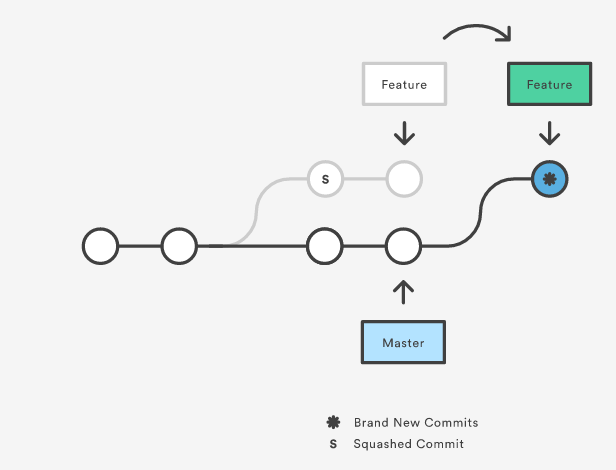 Feature
Feature
S
Master
Brand New Commits
S Squashed Commit